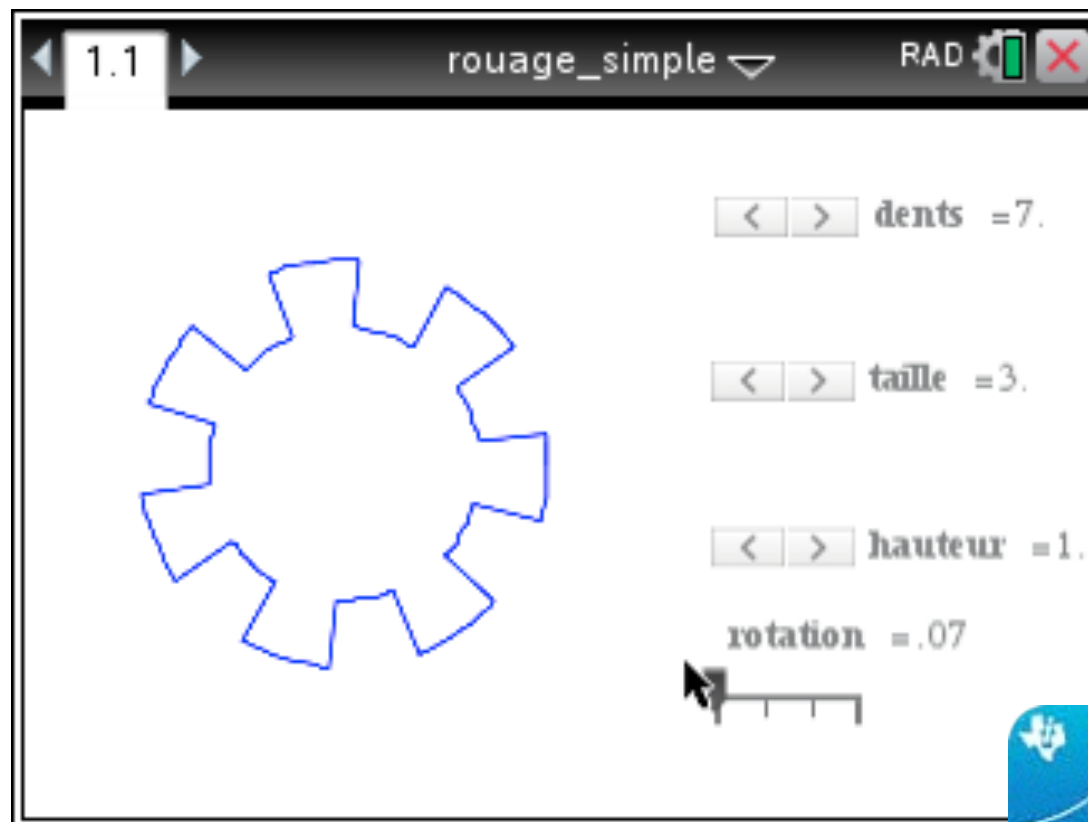 1.1
rouage_simple
RAD
dents =7.
taille =3.
hauteur =1.
rotation =.07